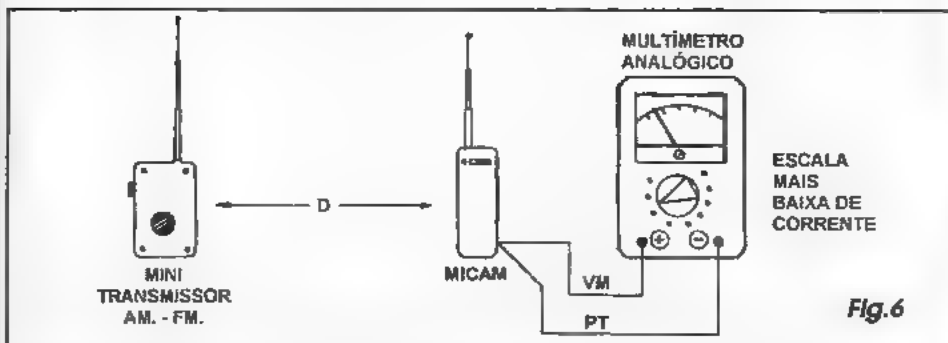 MULTÍMETRO
ANALÓGICO
ESCALA
MAIS
BAIXA DE
CORRENTE
D
MINI
TRANSMISSOR
AM. - FM.
MICAM
VM
PT
+
−
Fig.6